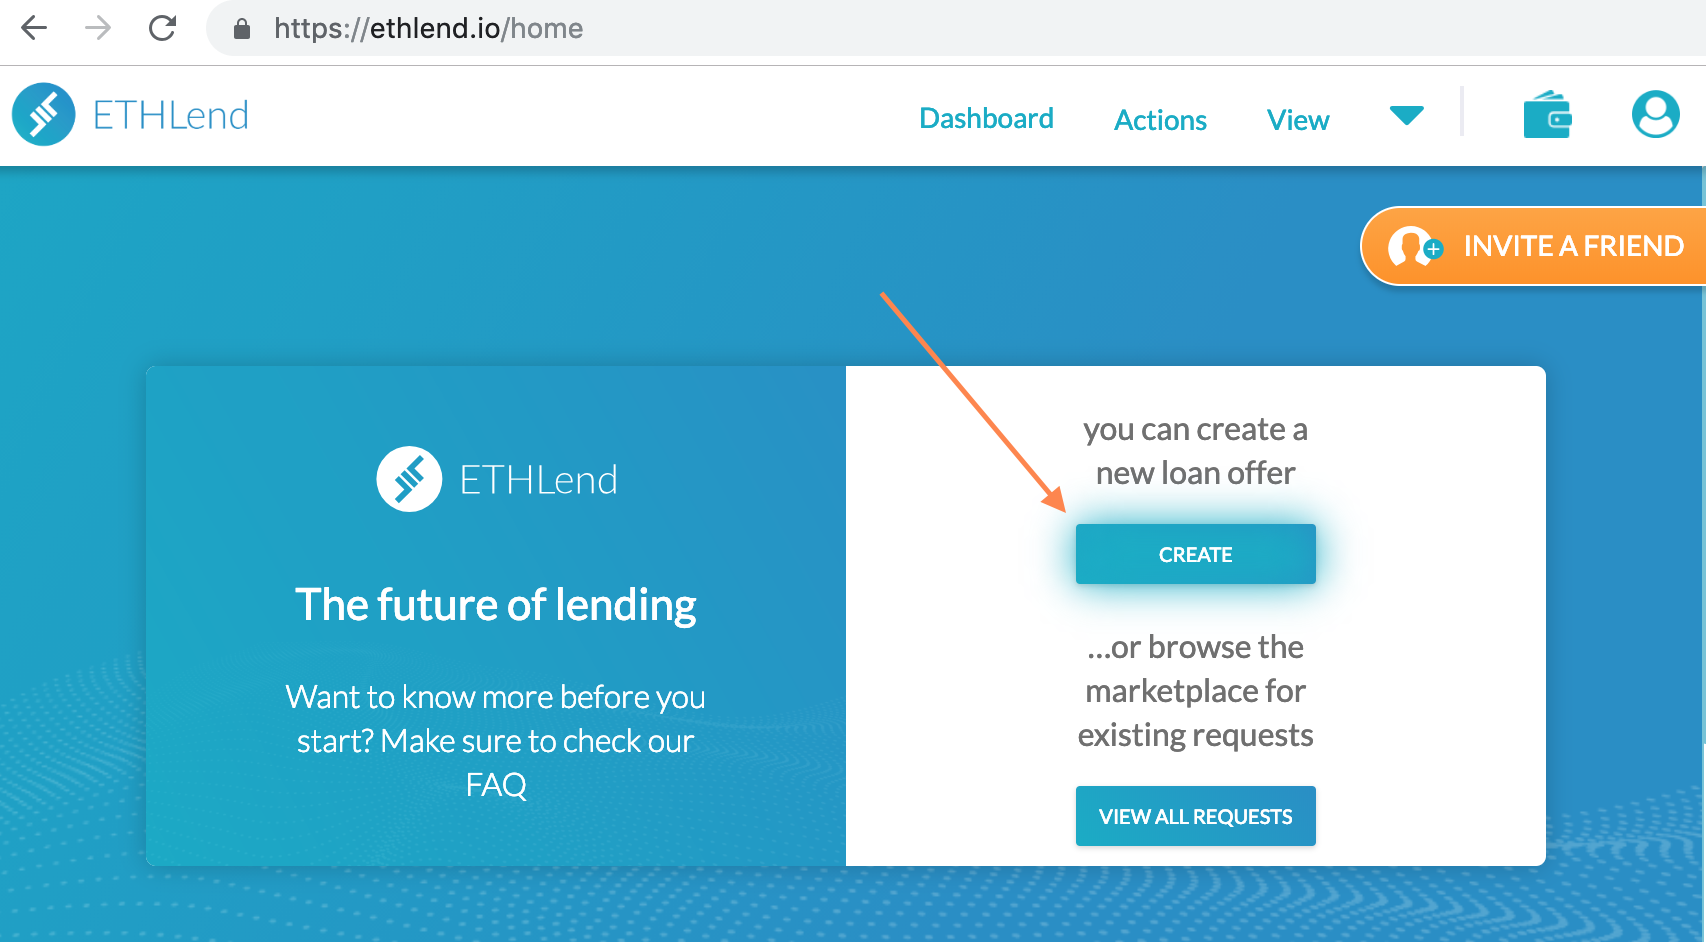 https://ethlend.io/home
ETHLend
Dashboard
Actions
View
INVITE A FRIEND
ETHLend
The future of lending
Want to know more before you
start? Make sure to check our
FAQ
you can create a
new loan offer
CREATE
...or browse the
marketplace for
existing requests
VIEW ALL REQUESTS